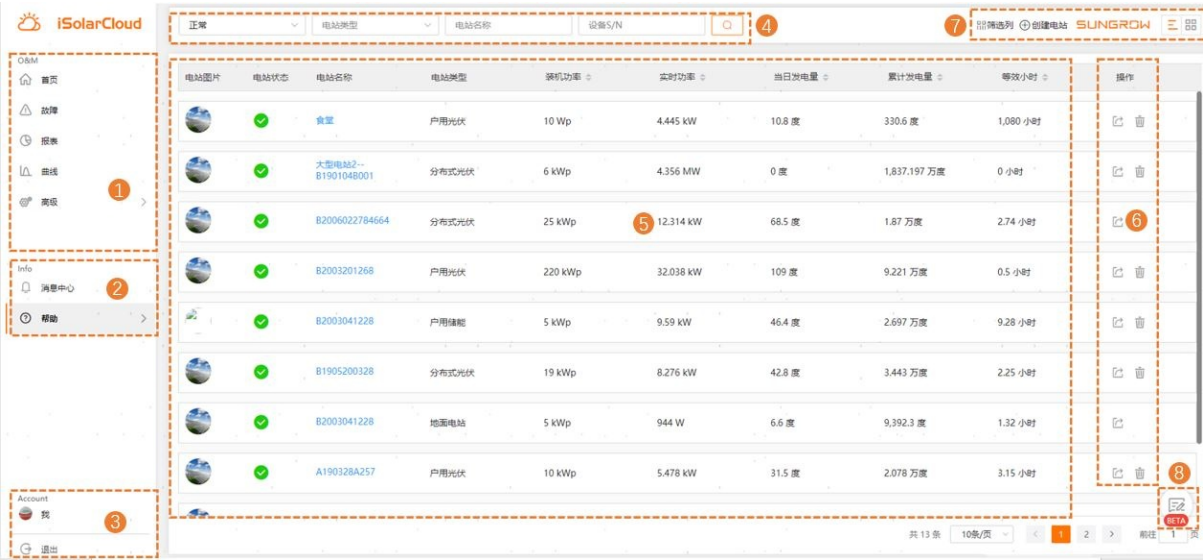 iSolarCloud
正常 电站类型 电站名称 设备S/N 4
7 筛选列 创建电站 SUNGROW
O&M
首页
故障
报表
曲线
1
高级
Info
消息中心 2
帮助
Account
我
3
退出
电站图片 电站状态 电站名称 电站类型 装机功率 实时功率 当日发电量 累计发电量 等效小时 操作
食堂 户用光伏 10 Wp 4.445 kW 10.8 度 330.6 度 1,080 小时
大型电站2--
B1901048001 分布式光伏 6 kWp 4.356 MW 0 度 1,837.197 万度 0 小时
B2006022784664 分布式光伏 25 kWp 5 12.314 kW 68.5 度 1.87 万度 2.74 小时 6
B2003201268 户用光伏 220 kWp 32.038 kW 109 度 9.221 万度 0.5 小时
B2003041228 户用储能 5 kWp 9.59 kW 46.4 度 2.697 万度 9.28 小时
B1905200328 分布式光伏 19 kWp 8.276 kW 42.8 度 3.443 万度 2.25 小时
B2003041228 地面电站 5 kWp 944 W 6.6 度 9,392.3 度 1.32 小时
A190328A257 户用光伏 10 kWp 5.478 kW 31.5 度 2.078 万度 3.15 小时
8
BETA
共 13 条 10条/页 1 2 前往 1 页